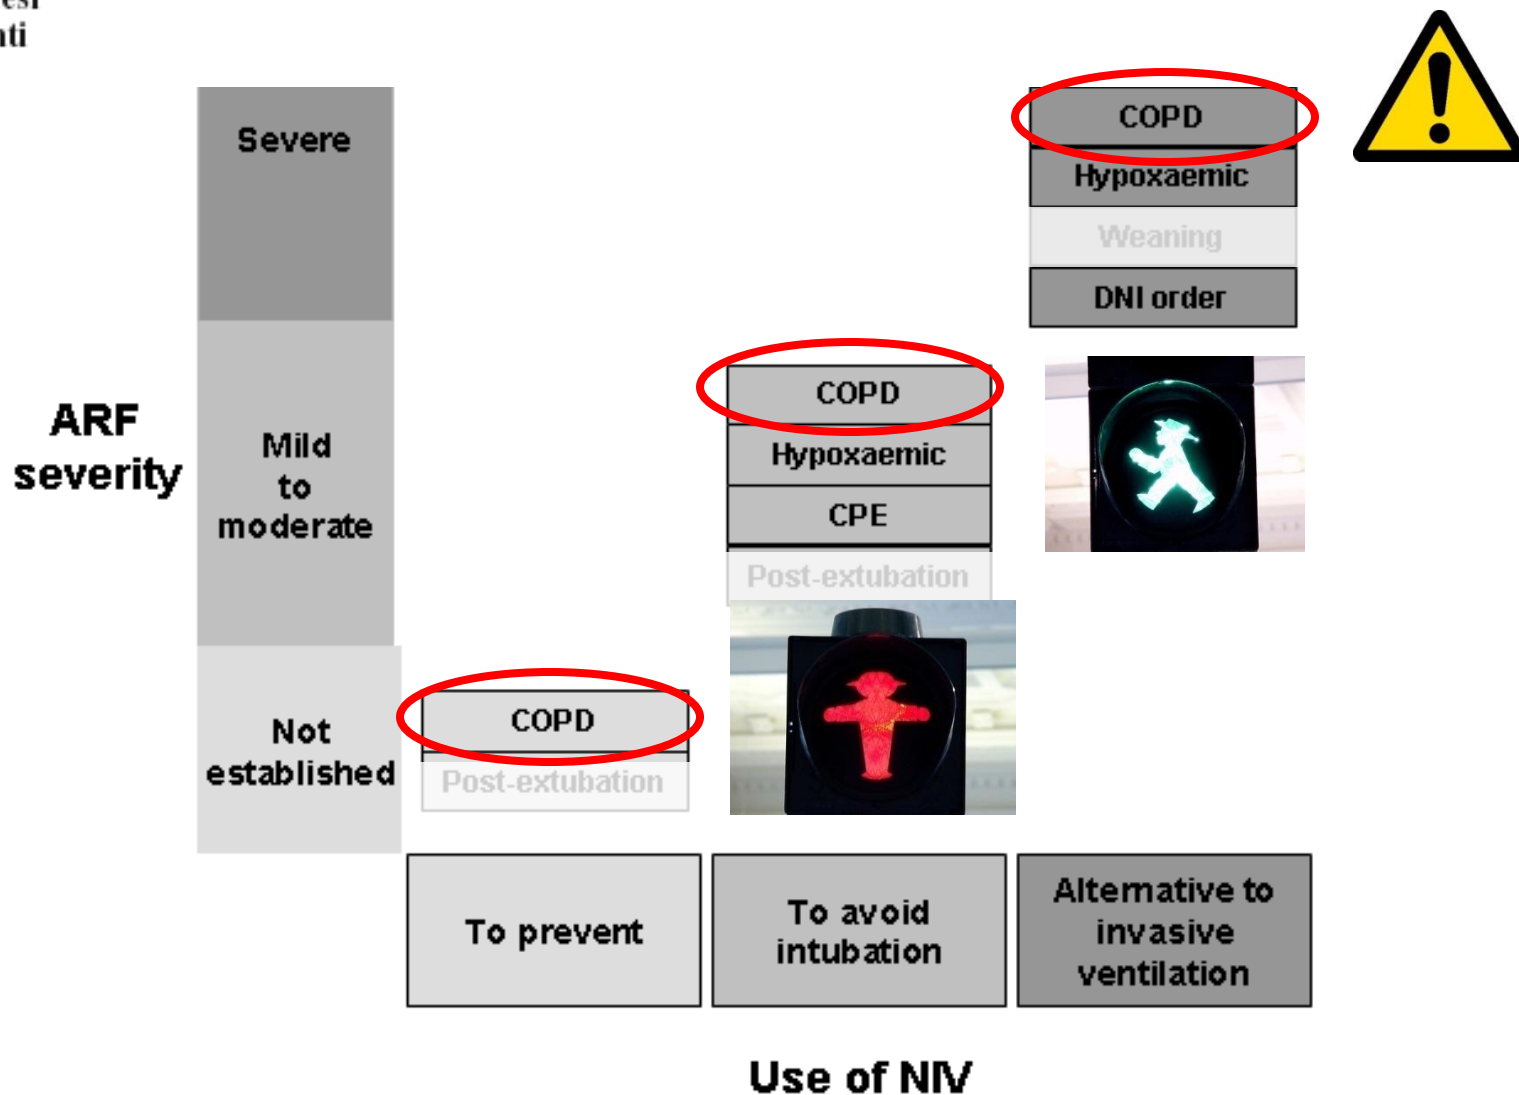 Severe
COPD
Hypoxaemic
Weaning
DNI order
ARF
severity
Mild
to
moderate
COPD
Hypoxaemic
CPE
Post-extubation
Not
established
COPD
Post-extubation
To prevent
To avoid
intubation
Alternative to
invasive
ventilation
Use of NIV